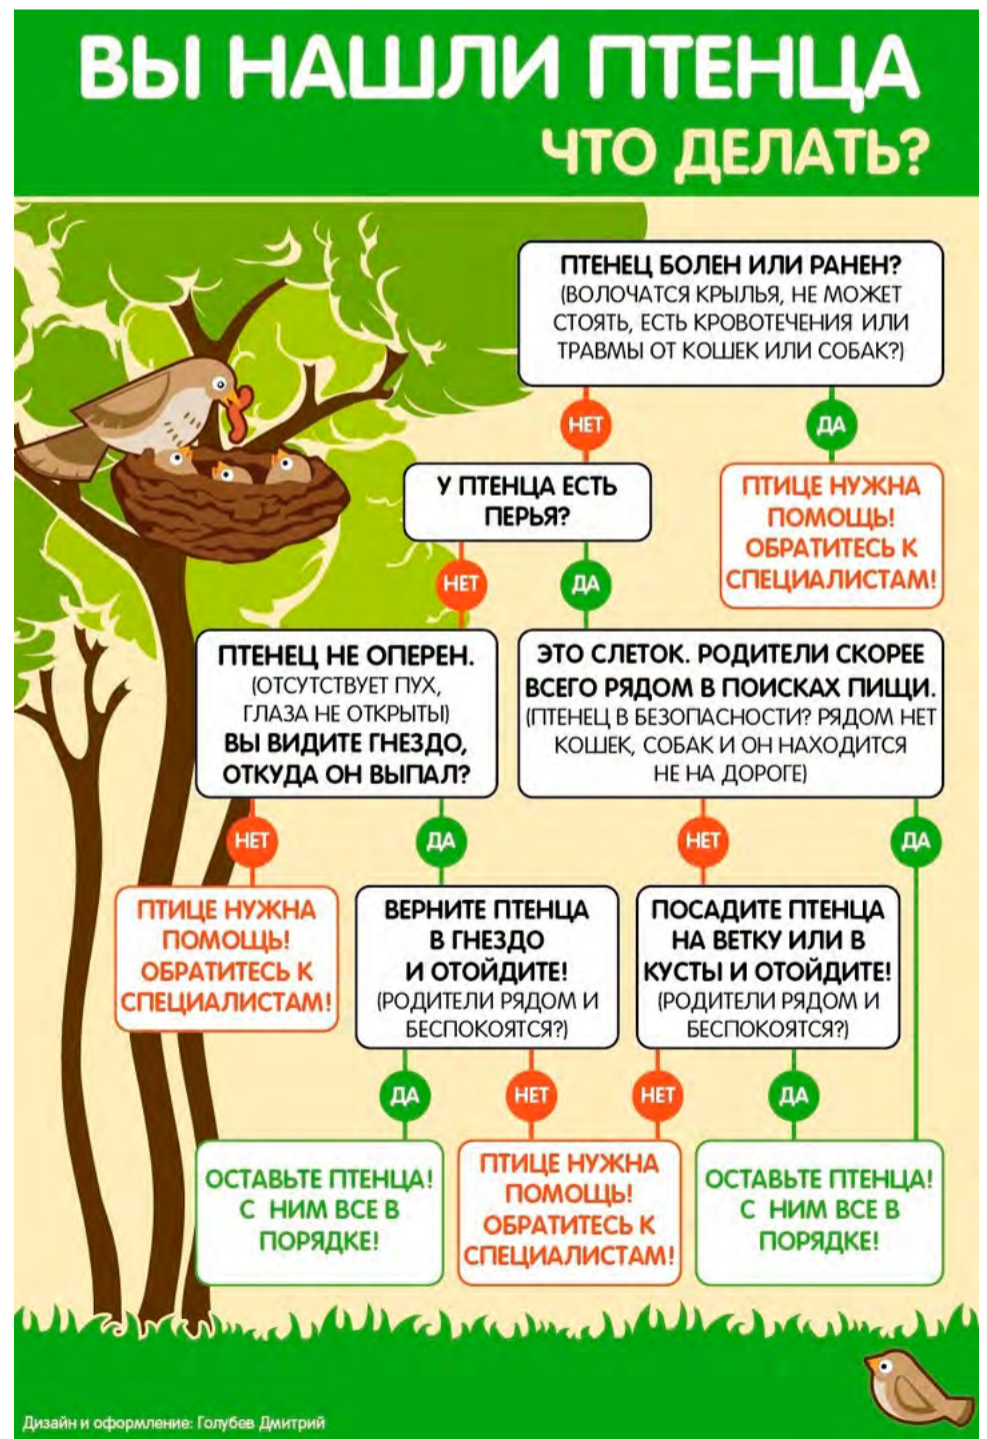 ВЫ НАШЛИ ПТЕНЦА
ЧТО ДЕЛАТЬ?
ПТЕНЕЦ БОЛЕН ИЛИ РАНЕН?
(ВОЛОЧАТСЯ КРЫЛЬЯ, НЕ МОЖЕТ
СТОЯТЬ, ЕСТЬ КРОВОТЕЧЕНИЯ ИЛИ
ТРАВМЫ ОТ КОШЕК ИЛИ СОБАК?)
НЕТ
ДА
У ПТЕНЦА ЕСТЬ
ПЕРЬЯ?
ПТИЦЕ НУЖНА
ПОМОЩЬ!
ОБРАТИТЕСЬ К
СПЕЦИАЛИСТАМ!
НЕТ
ДА
ПТЕНЕЦ НЕ ОПЕРЕН.
(ОТСУТСТВУЕТ ПУХ,
ГЛАЗА НЕ ОТКРЫТЫ)
ВЫ ВИДИТЕ ГНЕЗДО,
ОТКУДА ОН ВЫПАЛ?
ЭТО СЛЕТОК. РОДИТЕЛИ СКОРЕЕ
ВСЕГО РЯДОМ В ПОИСКАХ ПИЩИ.
(ПТЕНЕЦ В БЕЗОПАСНОСТИ? РЯДОМ НЕТ
КОШЕК, СОБАК И ОН НАХОДИТСЯ
НЕ НА ДОРОГЕ)
НЕТ
ДА
НЕТ
ДА
ПТИЦЕ НУЖНА
ПОМОЩЬ!
ОБРАТИТЕСЬ К
СПЕЦИАЛИСТАМ!
ВЕРНИТЕ ПТЕНЦА
В ГНЕЗДО
И ОТОЙДИТЕ!
(РОДИТЕЛИ РЯДОМ И
БЕСПОКОЯТСЯ?)
ПОСАДИТЕ ПТЕНЦА
НА ВЕТКУ ИЛИ В
КУСТЫ И ОТОЙДИТЕ!
(РОДИТЕЛИ РЯДОМ И
БЕСПОКОЯТСЯ?)
ДА
НЕТ
НЕТ
ДА
ОСТАВЬТЕ ПТЕНЦА!
С НИМ ВСЕ В
ПОРЯДКЕ!
ПТИЦЕ НУЖНА
ПОМОЩЬ!
ОБРАТИТЕСЬ К
СПЕЦИАЛИСТАМ!
ОСТАВЬТЕ ПТЕНЦА!
С НИМ ВСЕ В
ПОРЯДКЕ!
Дизайн и оформление: Голубев Дмитрий